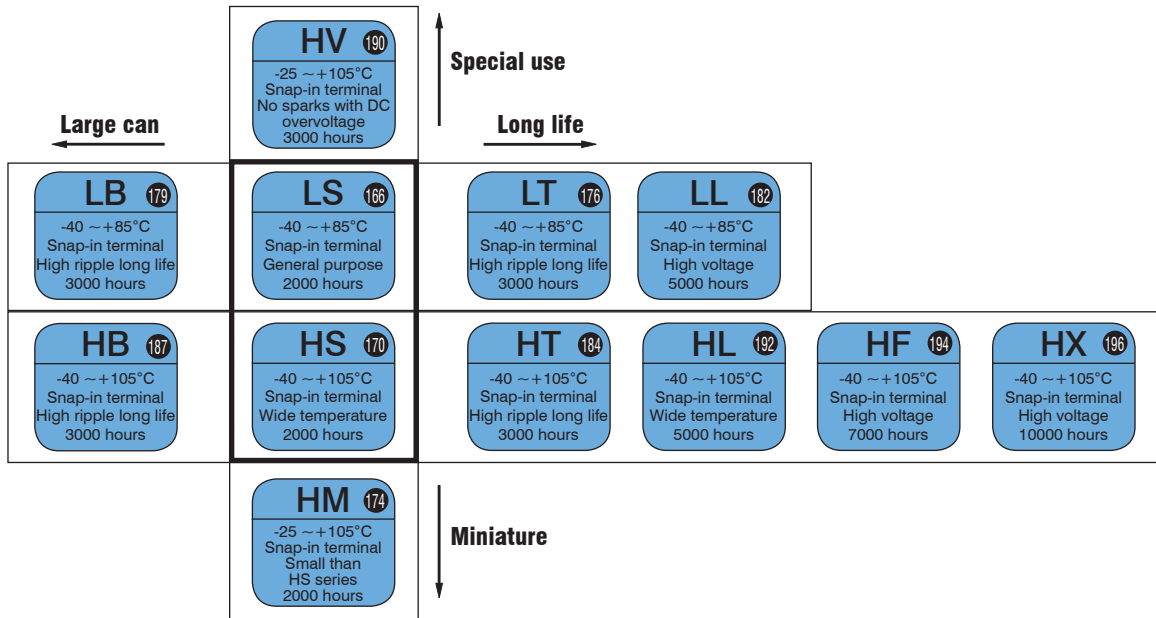 HV 190
-25 ~+105°C
Snap-in terminal
No sparks with DC
overvoltage
3000 hours
Special use
Large can
Long life
LB 179
-40 ~+85°C
Snap-in terminal
High ripple long life
3000 hours
LS 166
-40 ~+85°C
Snap-in terminal
General purpose
2000 hours
LT 176
-40 ~+85°C
Snap-in terminal
High ripple long life
3000 hours
LL 182
-40 ~+85°C
Snap-in terminal
High voltage
5000 hours
HB 187
-40 ~+105°C
Snap-in terminal
High ripple long life
3000 hours
HS 170
-40 ~+105°C
Snap-in terminal
Wide temperature
2000 hours
HT 184
-40 ~+105°C
Snap-in terminal
High ripple long life
3000 hours
HL 192
-40 ~+105°C
Snap-in terminal
Wide temperature
5000 hours
HF 194
-40 ~+105°C
Snap-in terminal
High voltage
7000 hours
HX 196
-40 ~+105°C
Snap-in terminal
High voltage
10000 hours
HM 174
-25 ~+105°C
Snap-in terminal
Small than
HS series
2000 hours
Miniature